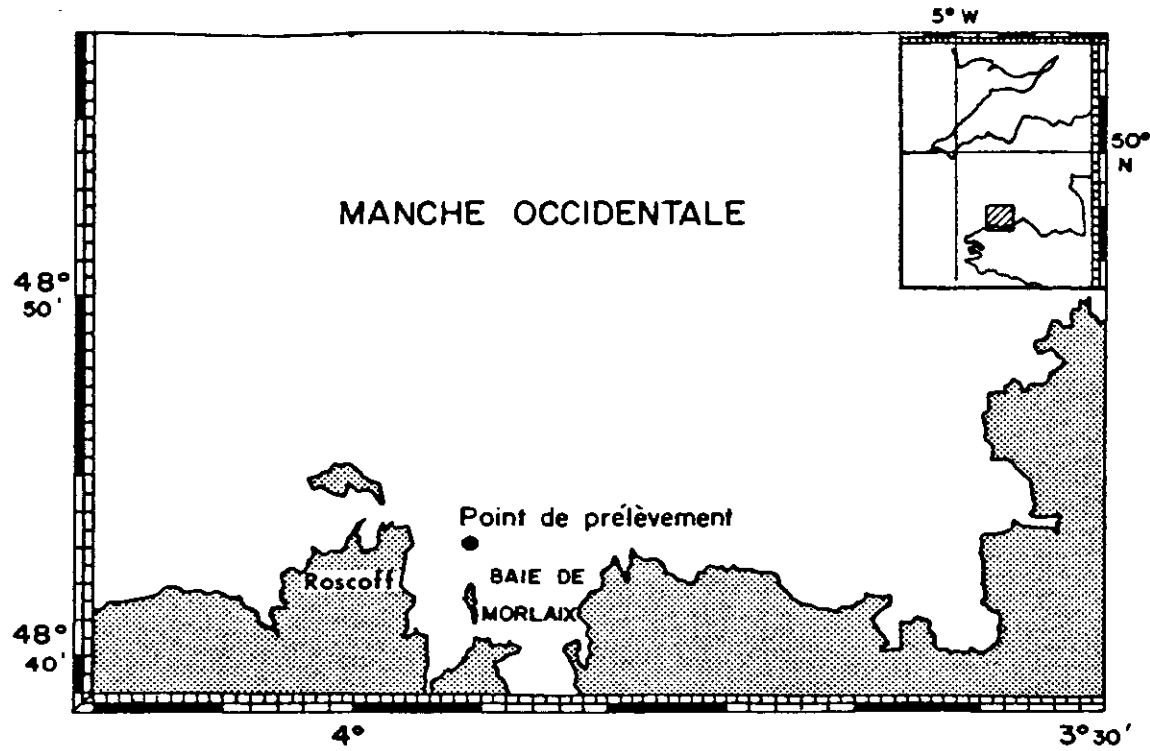 5° W
50°
N
MANCHE OCCIDENTALE
48°
50'
Point de prélèvement
Roscoff
BAIE DE
MORLAIX
48°
40'
4°
3° 30'